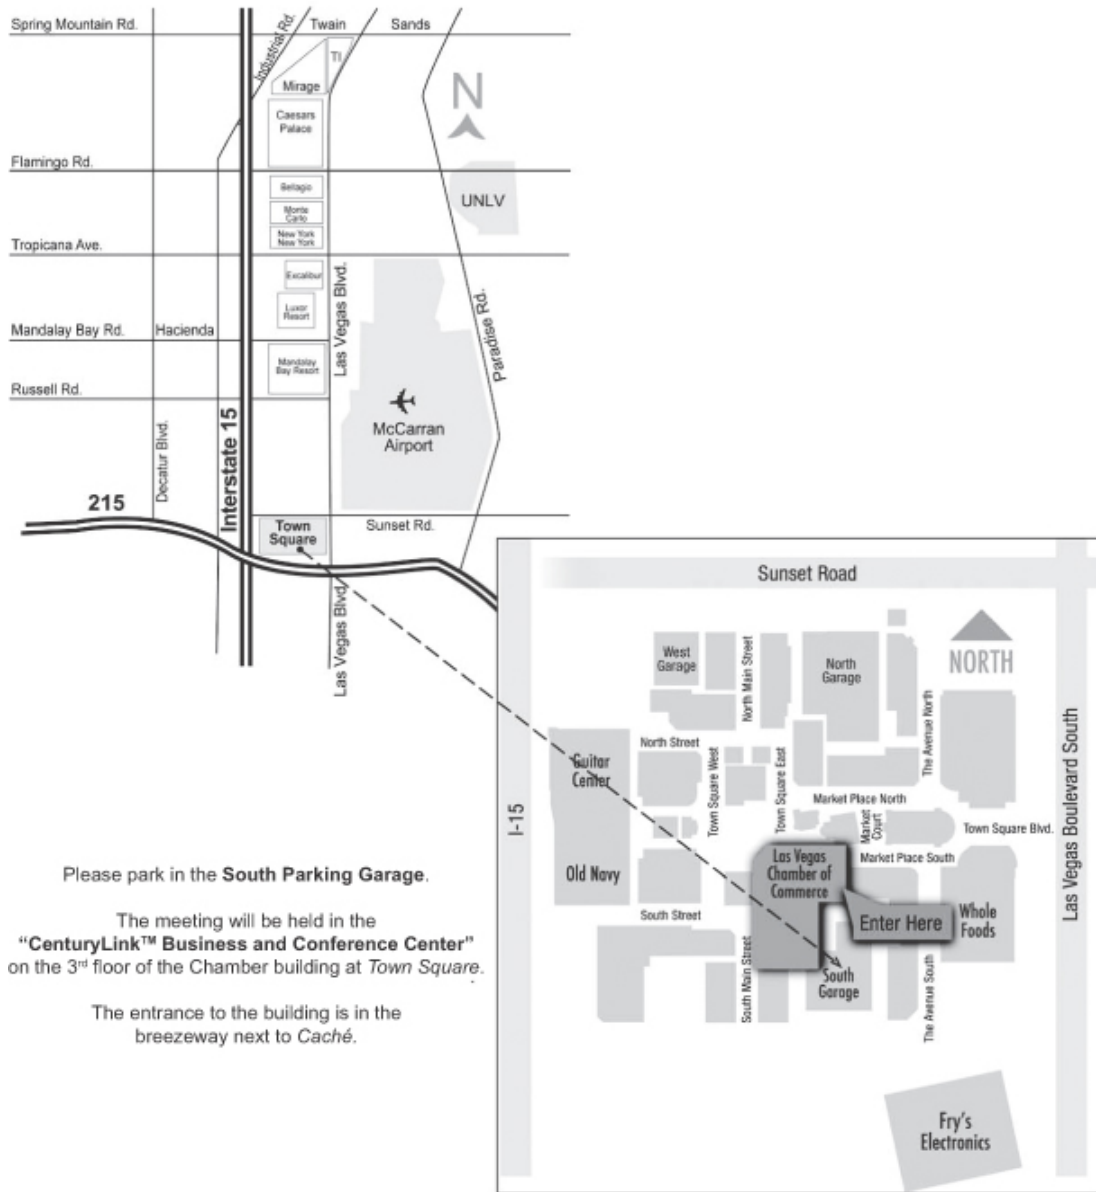 Spring Mountain Rd.
Industrial Rd.
Twain
Sands
TI
Mirage
N
Caesars
Palace
Flamingo Rd.
Bellagio
UNLV
Monte
Carlo
New York
New York
Tropicana Ave.
Excalibur
Las Vegas Blvd.
Luxor
Resort
Paradise Rd.
Mandalay Bay Rd.
Hacienda
Mandalay
Bay Resort
Russell Rd.
McCarran
Airport
Decatur Blvd.
Interstate 15
215
Town
Square
Sunset Rd.
Las Vegas Blvd.
Sunset Road
NORTH
West
Garage
North Main Street
North
Garage
The Avenue North
North Street
Guitar
Center
Town Square West
Town Square East
Market Place North
I-15
Market
Court
Town Square Blvd.
Las Vegas Boulevard South
Las Vegas
Chamber of
Commerce
Market Place South
Old Navy
South Street
Enter Here
Whole
Foods
South Main Street
South
Garage
The Avenue South
Fry's
Electronics
Please park in the South Parking Garage.
The meeting will be held in the
“CenturyLink™ Business and Conference Center”
on the 3rd floor of the Chamber building at Town Square.
The entrance to the building is in the
breezeway next to Caché.